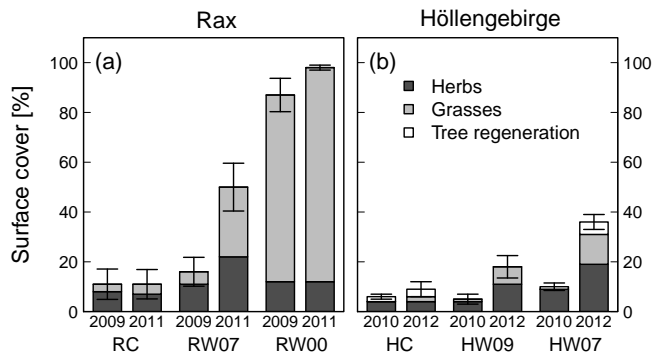 Rax
Höllengebirge
Surface cover [%]
100
80
60
40
20
0
(a)
(b)
Herbs
Grasses
Tree regeneration
100
80
60
40
20
0
2009 2011 2009 2011 2009 2011
RC RW07 RW00
2010 2012 2010 2012 2010 2012
HC HW09 HW07